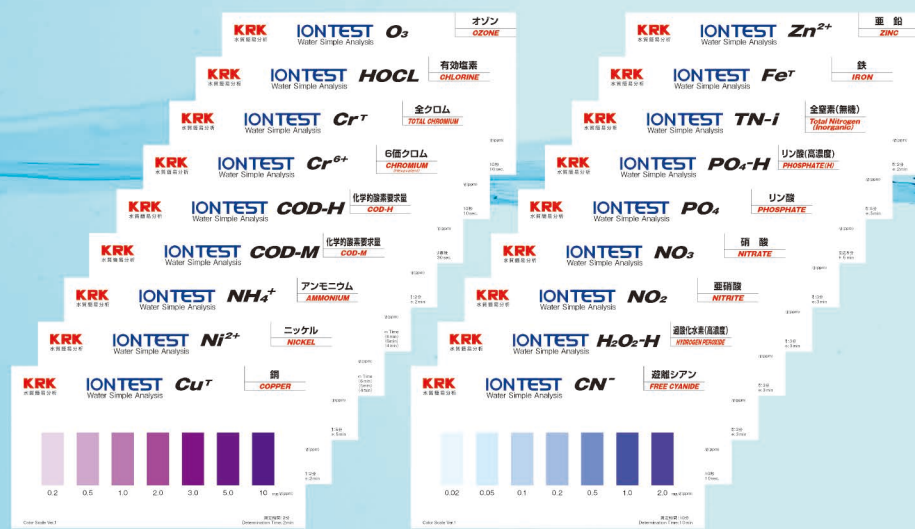 KRK
水質簡易分析
IONTEST
Water Simple Analysis
O₃
オゾン
OZONE
KRK
水質簡易分析
IONTEST
Water Simple Analysis
HOCL
有効塩素
CHLORINE
KRK
水質簡易分析
IONTEST
Water Simple Analysis
Crᵀ
全クロム
TOTAL CHROMIUM
KRK
水質簡易分析
IONTEST
Water Simple Analysis
Cr⁶⁺
6価クロム
CHROMIUM
KRK
水質簡易分析
IONTEST
Water Simple Analysis
COD-H
化学的酸素要求量
COD-H
KRK
水質簡易分析
IONTEST
Water Simple Analysis
COD-M
化学的酸素要求量
COD-M
KRK
水質簡易分析
IONTEST
Water Simple Analysis
NH₄⁺
アンモニウム
AMMONIUM
KRK
水質簡易分析
IONTEST
Water Simple Analysis
Ni²⁺
ニッケル
NICKEL
KRK
水質簡易分析
IONTEST
Water Simple Analysis
Cuᵀ
銅
COPPER
0.2 0.5 1.0 2.0 3.0 5.0 10
Color Scale Ver.1
Determination Time 2min
KRK
水質簡易分析
IONTEST
Water Simple Analysis
Zn²⁺
亜 鉛
ZINC
KRK
水質簡易分析
IONTEST
Water Simple Analysis
Feᵀ
鉄
IRON
KRK
水質簡易分析
IONTEST
Water Simple Analysis
TN-i
全窒素(無機)
Total Nitrogen
(Inorganic)
KRK
水質簡易分析
IONTEST
Water Simple Analysis
PO₄-H
リン酸(高濃度)
PHOSPHATE(H)
KRK
水質簡易分析
IONTEST
Water Simple Analysis
PO₄
リン酸
PHOSPHATE
KRK
水質簡易分析
IONTEST
Water Simple Analysis
NO₃
硝 酸
NITRATE
KRK
水質簡易分析
IONTEST
Water Simple Analysis
NO₂
亜硝酸
NITRITE
KRK
水質簡易分析
IONTEST
Water Simple Analysis
H₂O₂-H
過酸化水素(高濃度)
HYDROGEN PEROXIDE
KRK
水質簡易分析
IONTEST
Water Simple Analysis
CN⁻
遊離シアン
FREE CYANIDE
0.02 0.05 0.1 0.2 0.5 1.0 2.0
Color Scale Ver.1
Determination Time 10min